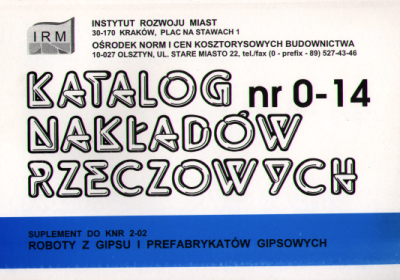 IRM
INSTYTUT ROZWOJU MIAST
30-170 KRAKÓW, PLAC NA STAWACH 1
OŚRODEK NORM I CEN KOSZTORYSOWYCH BUDOWNICTWA
10-027 OLSZTYN, UL. STARE MIASTO 22, tel./fax (0 - prefix - 89) 527-43-46
KATALOG nr 0-14
NAKŁADÓW
RZECZOWYCH
SUPLEMENT DO KNR 2-02
ROBOTY Z GIPSU I PREFABRYKATÓW GIPSOWYCH